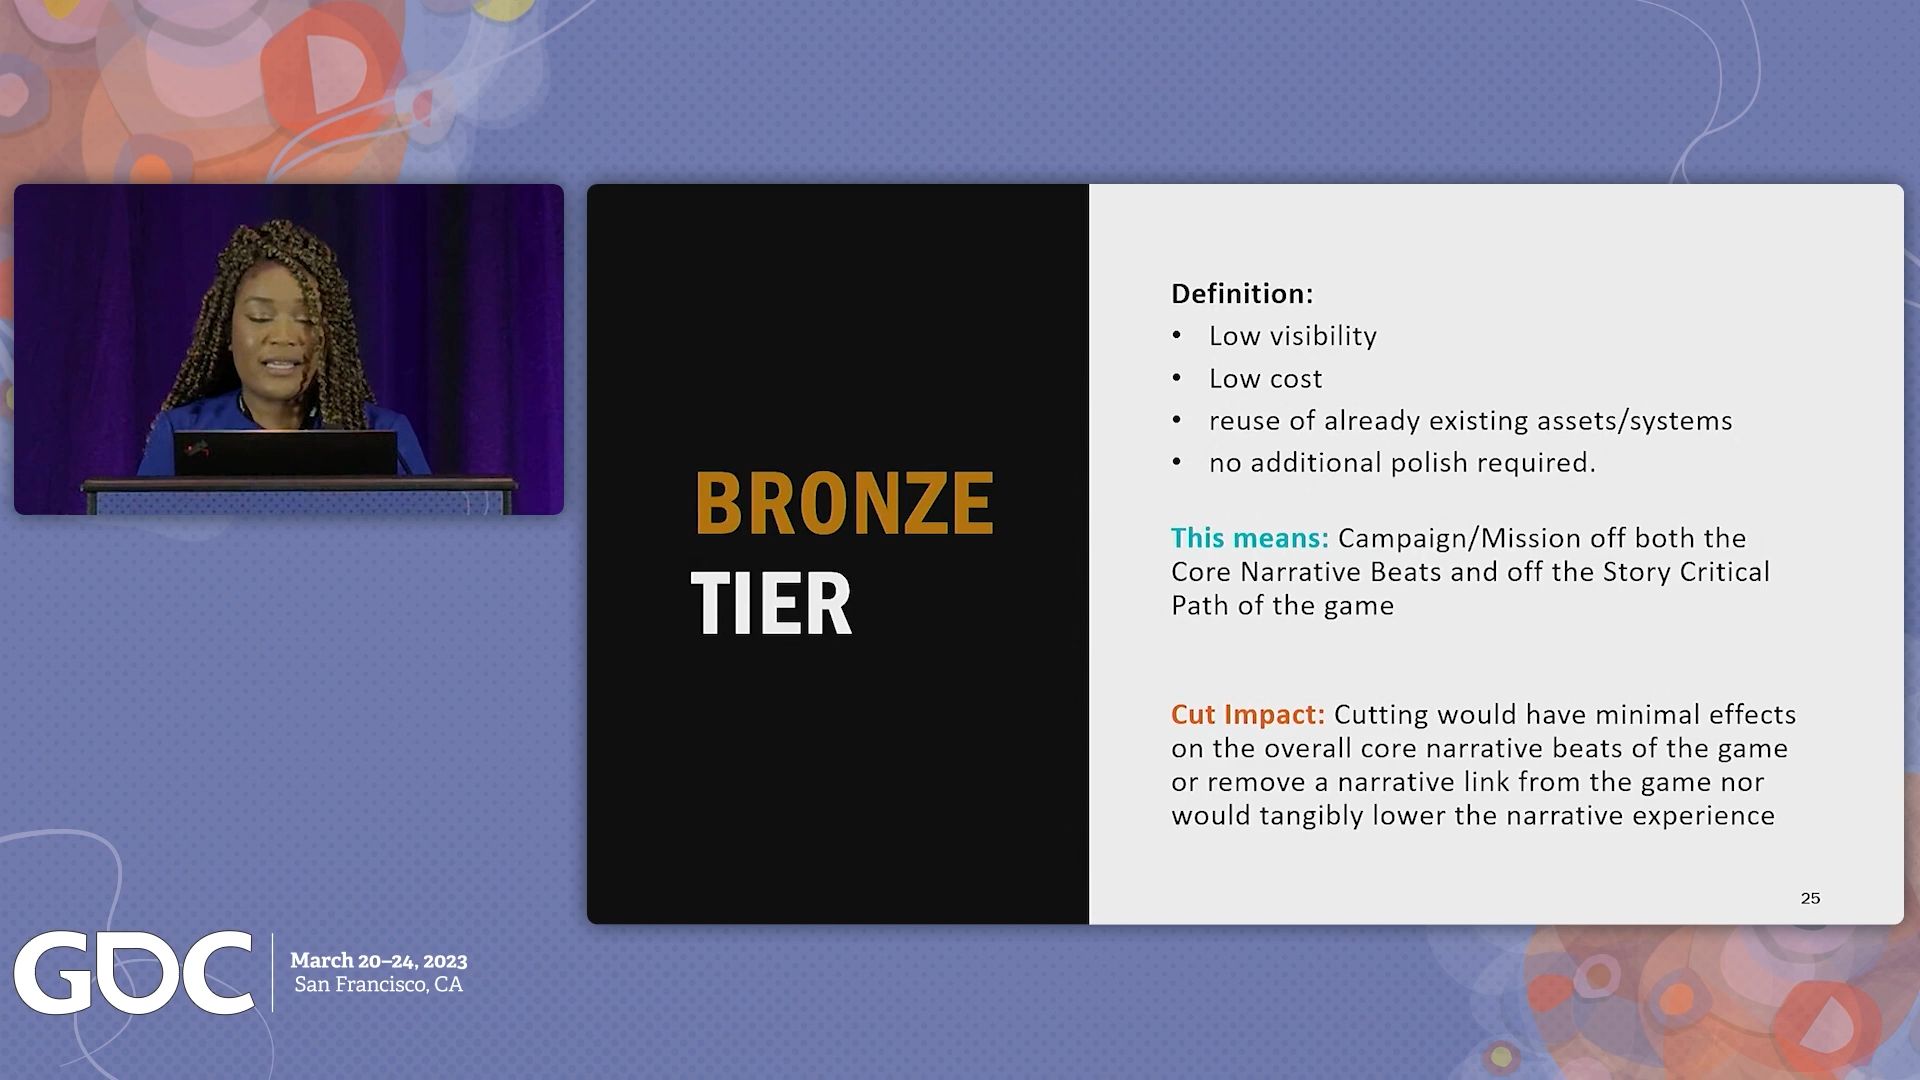 BRONZE
TIER
Definition:
• Low visibility
• Low cost
• reuse of already existing assets/systems
• no additional polish required.
This means: Campaign/Mission off both the
Core Narrative Beats and off the Story Critical
Path of the game
Cut Impact: Cutting would have minimal effects
on the overall core narrative beats of the game
or remove a narrative link from the game nor
would tangibly lower the narrative experience
25
GDC
March 20–24, 2023
San Francisco, CA